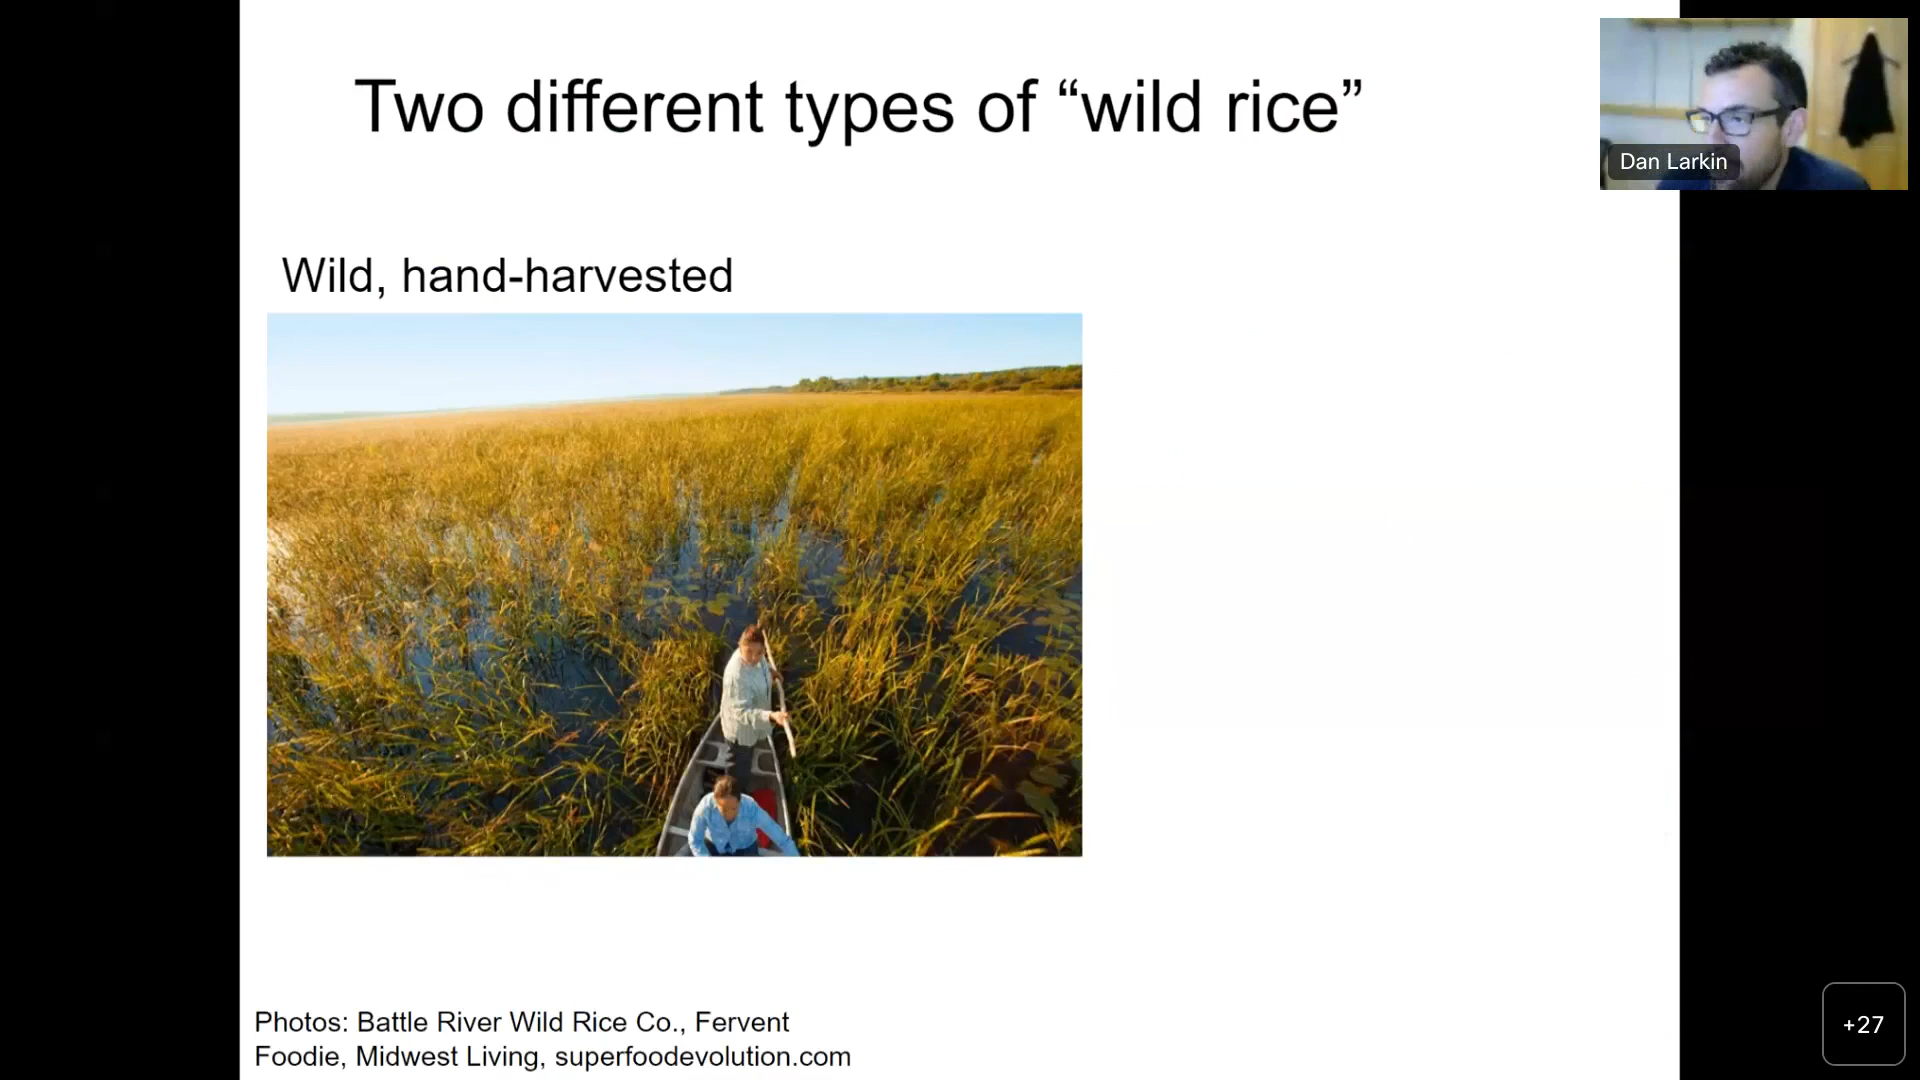 Two different types of “wild rice”
Dan Larkin
Wild, hand-harvested
Photos: Battle River Wild Rice Co., Fervent
Foodie, Midwest Living, superfoodevolution.com
+27